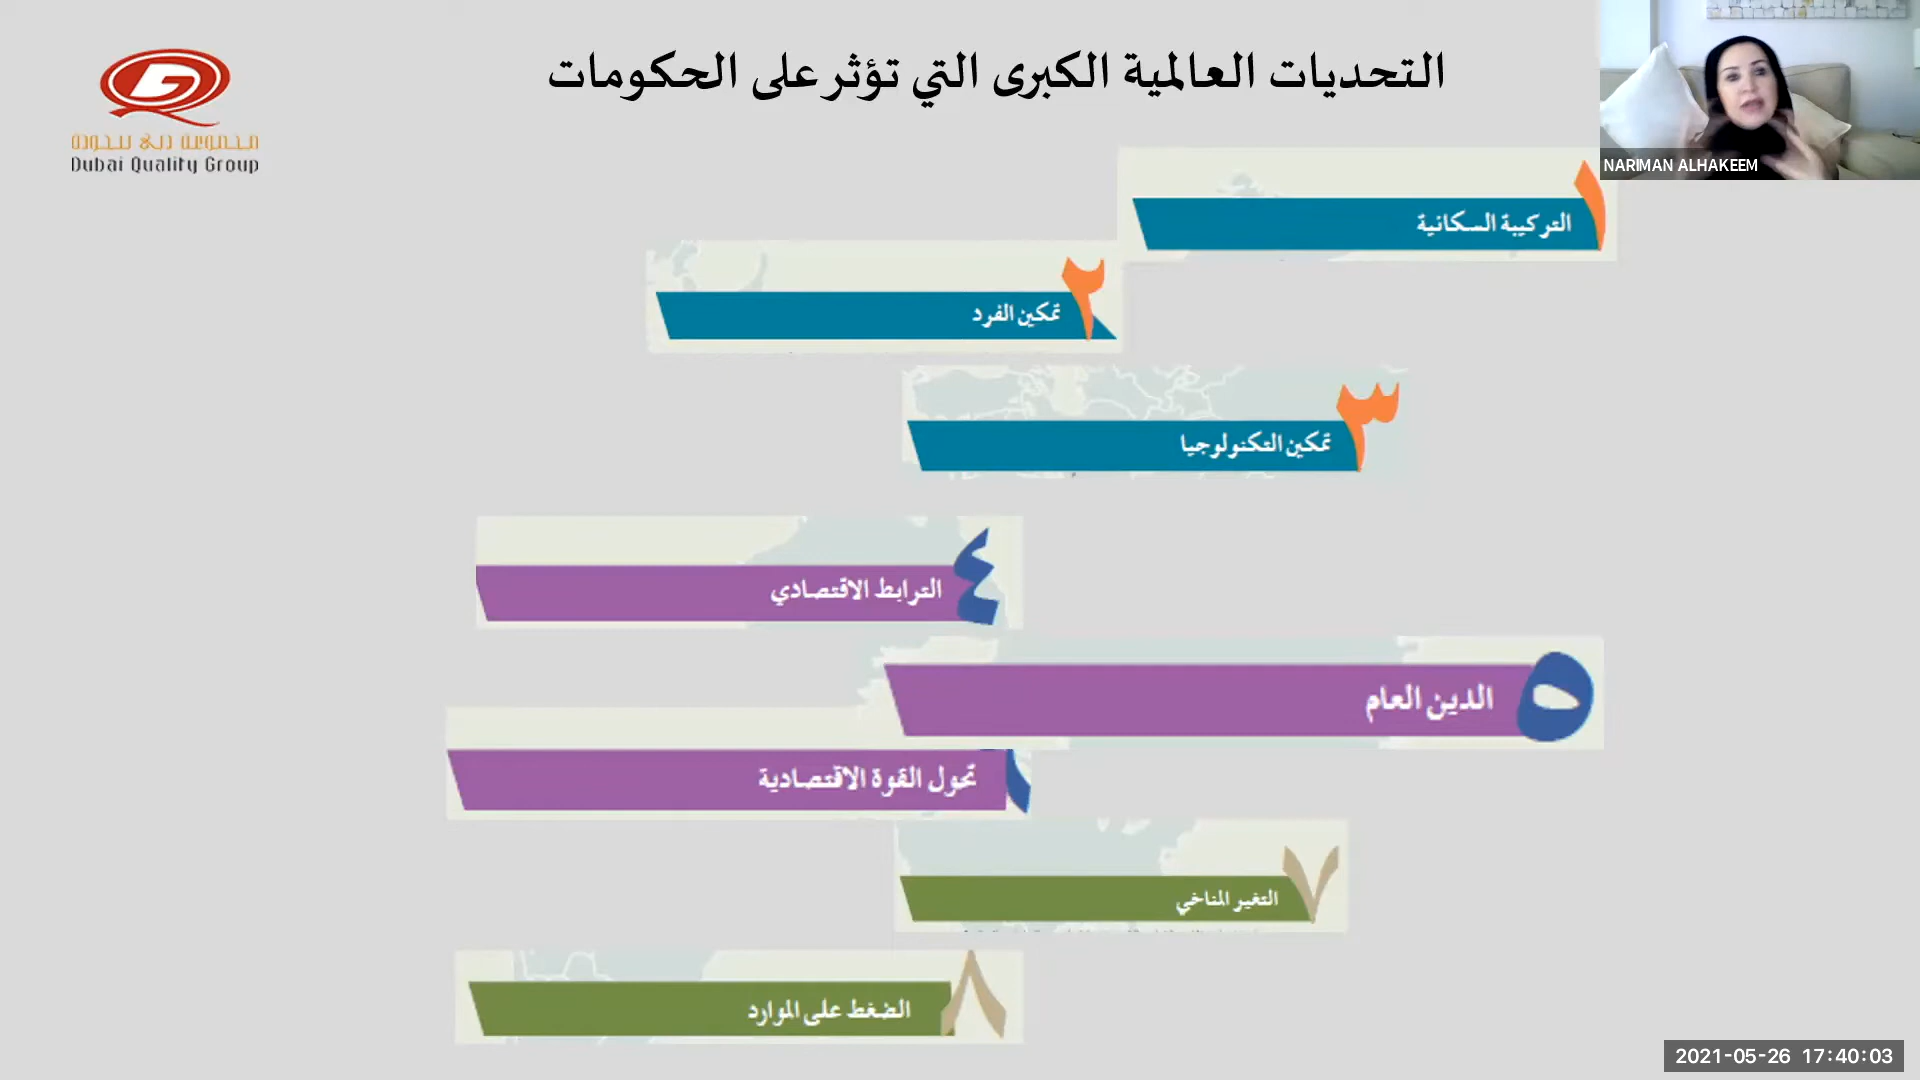 التحديات العالمية الكبرى التي تؤثر على الحكومات
مجموعة دبي للجودة
Dubai Quality Group
NARIMAN ALHAKEEM
١
التركيبة السكانية
٢
تمكين الفرد
٣
تمكين التكنولوجيا
٤
الترابط الاقتصادي
٥
الدين العام
تحول القوة الاقتصادية
٧
التغير المناخي
٨
الضغط على الموارد
2021-05-26 17:40:03